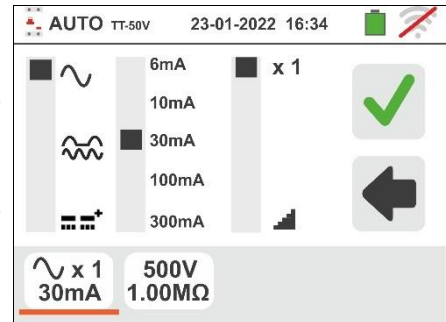 AUTO TT-50V 23-01-2022 16:34
6mA x 1
10mA
30mA
100mA
300mA
x 1 500V
30mA 1.00MΩ